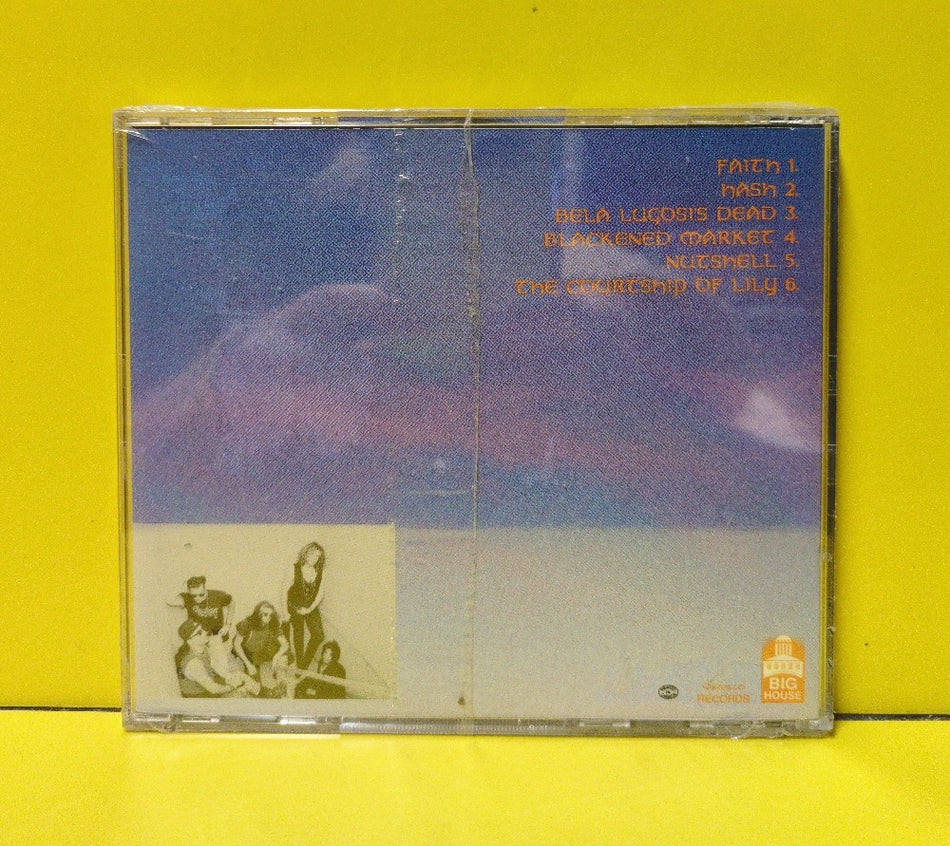 FAITH 1.
HASH 2.
BELA LUGOSI'S DEAD 3.
BLACKENED MARKET 4.
NUTSHELL 5.
THE COURTSHIP OF LILY 6.
RECORDS
BIG
HOUSE